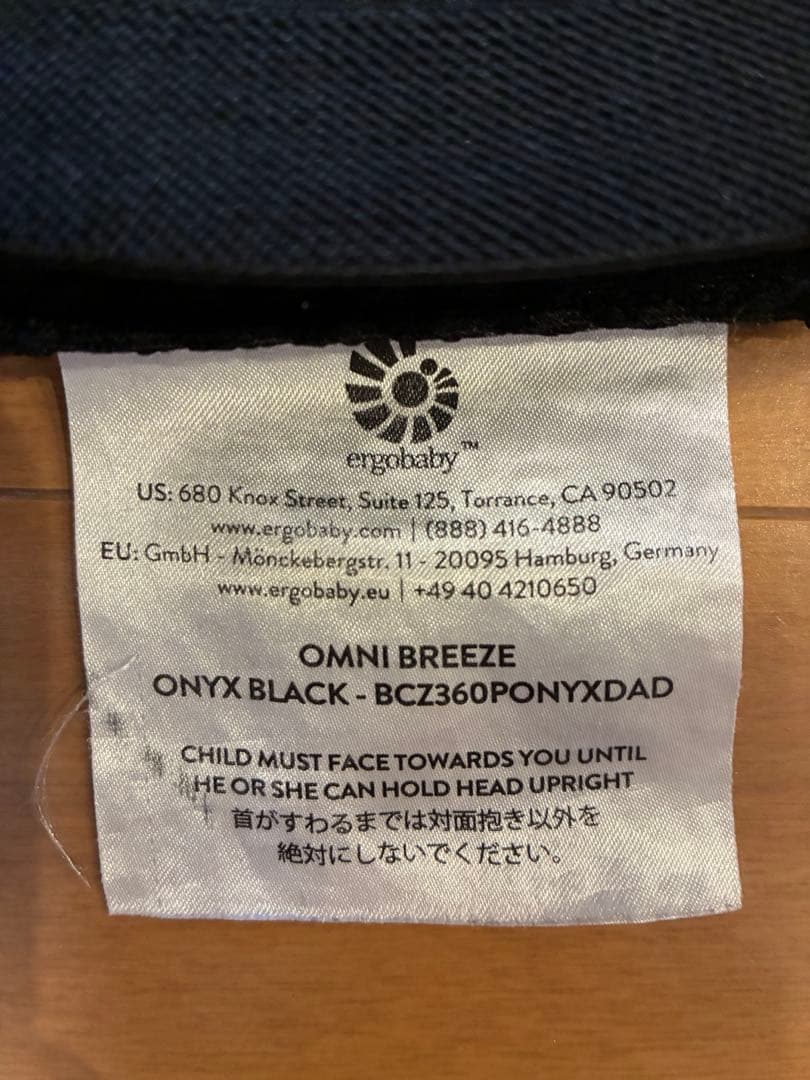 ergobaby™
US: 680 Knox Street, Suite 125, Torrance, CA 90502
www.ergobaby.com | (888) 416-4888
EU: GmbH - Mönckebergstr. 11 - 20095 Hamburg, Germany
www.ergobaby.eu | +49 40 4210650
OMNI BREEZE
ONYX BLACK - BCZ360PONYXDAD
CHILD MUST FACE TOWARDS YOU UNTIL
HE OR SHE CAN HOLD HEAD UPRIGHT
首がすわるまでは対面抱き以外を
絶対にしないでください。